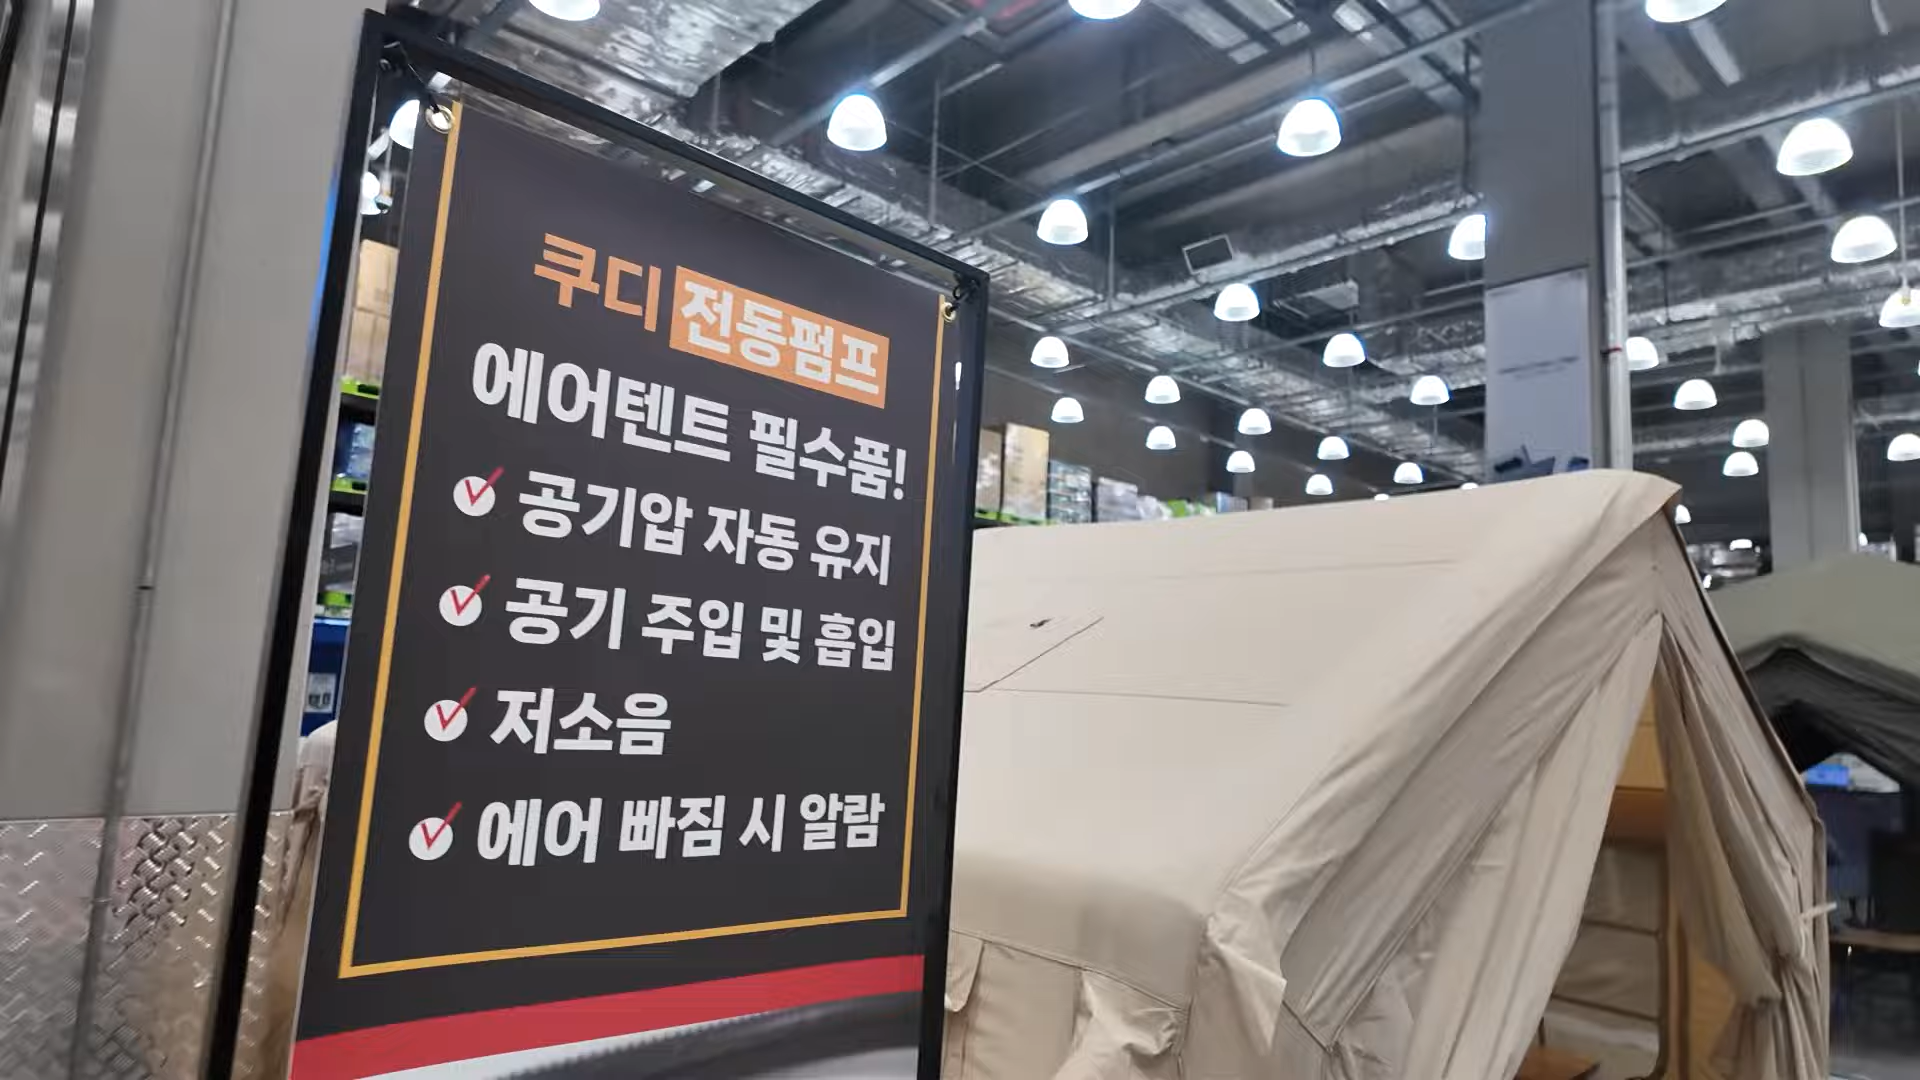 쿠디 전동펌프
에어텐트 필수품!
공기압 자동 유지
공기 주입 및 흡입
저소음
에어 빠짐 시 알람